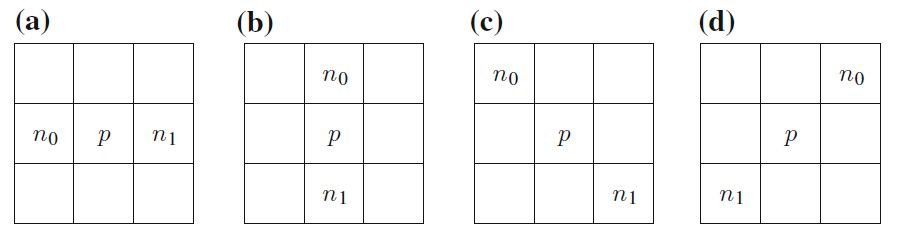 (a) (b) (c) (d)
n₀ n₀ n₀
n₀ p n₁ p p p
n₁ n₁ n₁